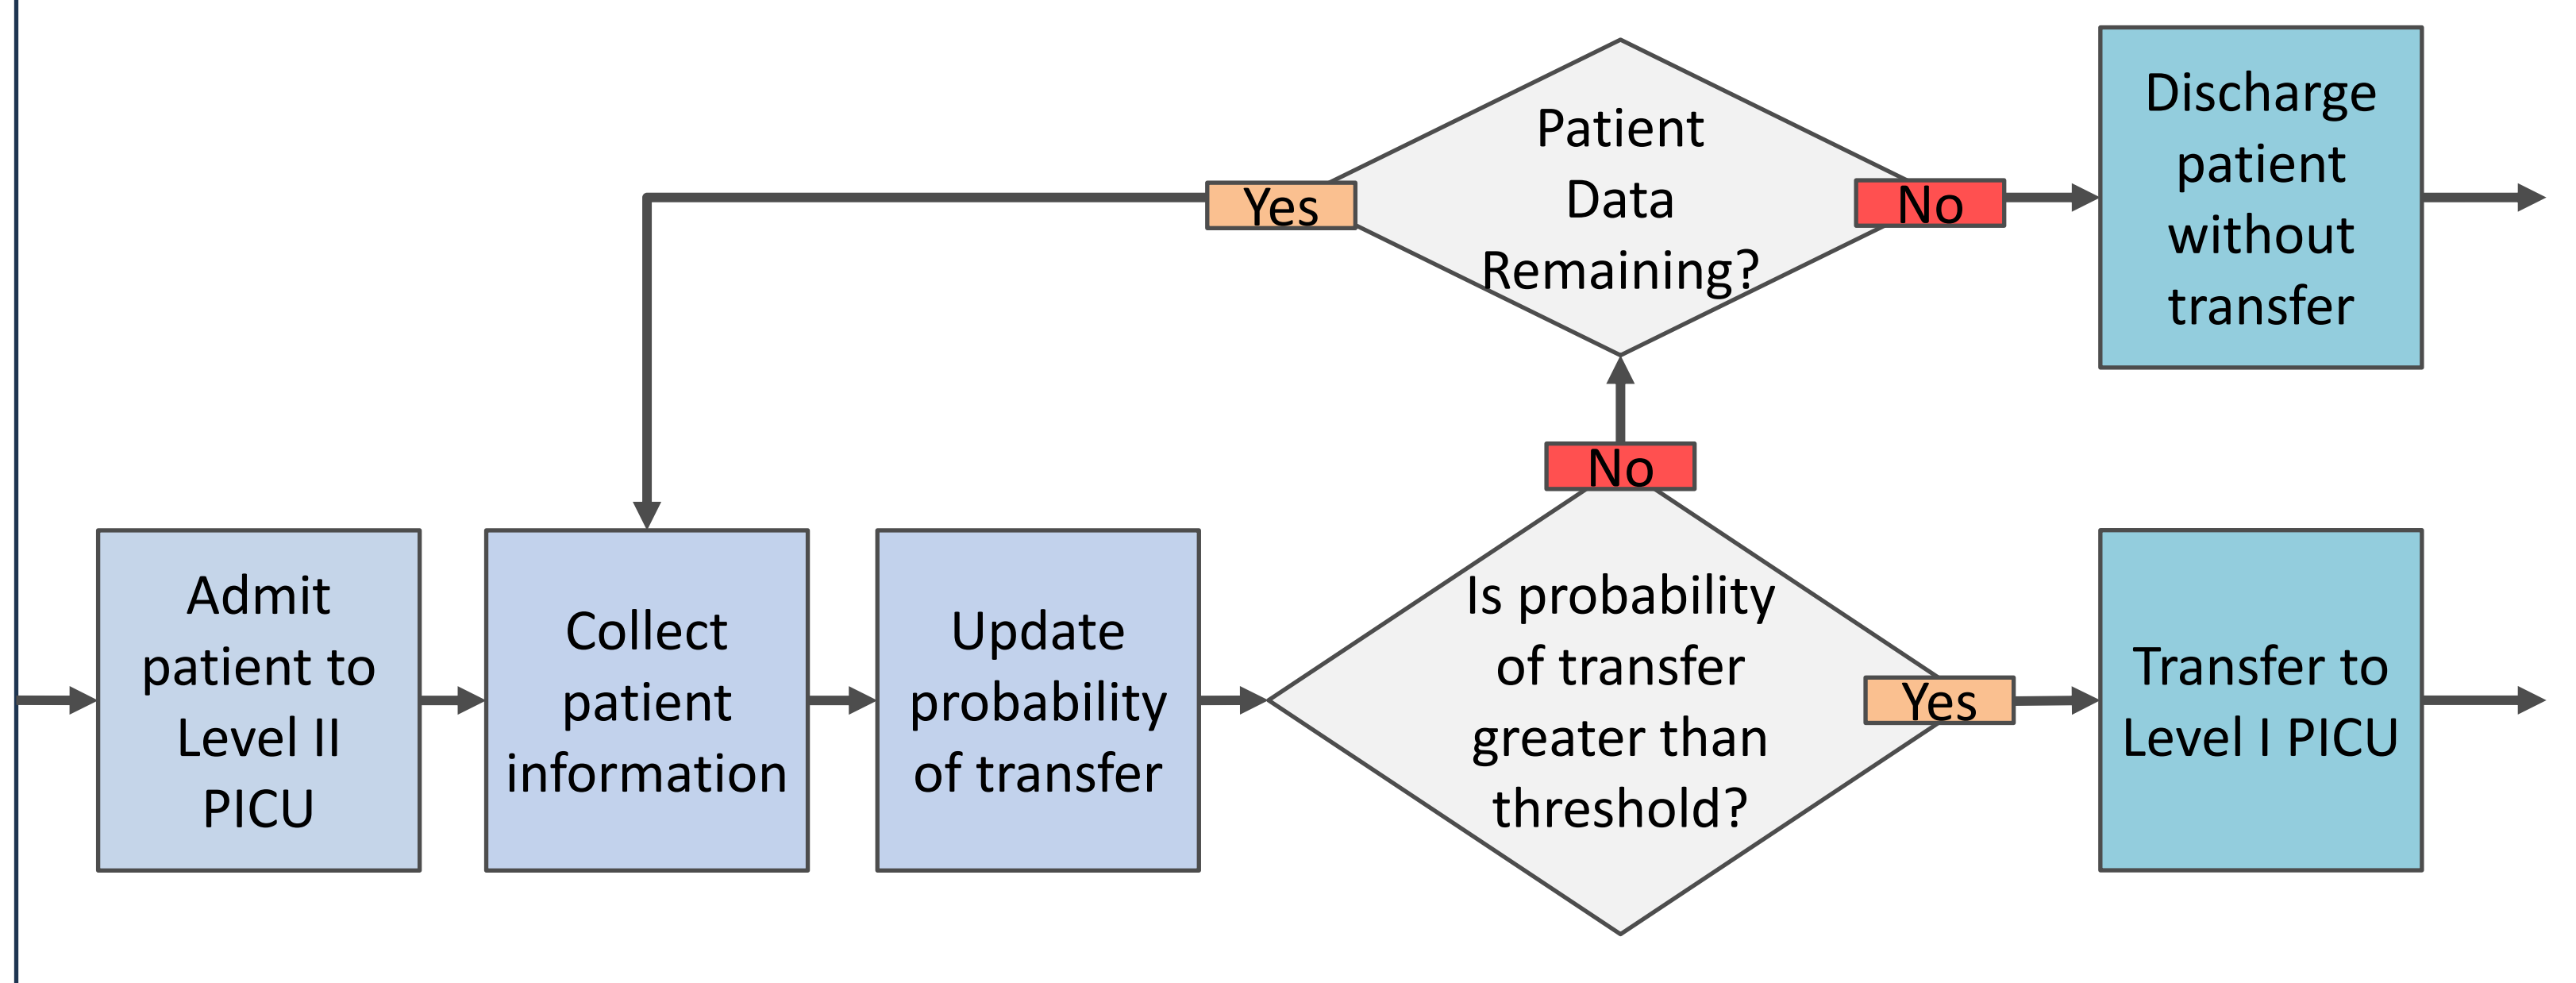 Admit
patient to
Level II
PICU
Collect
patient
information
Update
probability
of transfer
Is probability
of transfer
greater than
threshold?
No
Yes
Patient
Data
Remaining?
Yes
No
Discharge
patient
without
transfer
Transfer to
Level I PICU